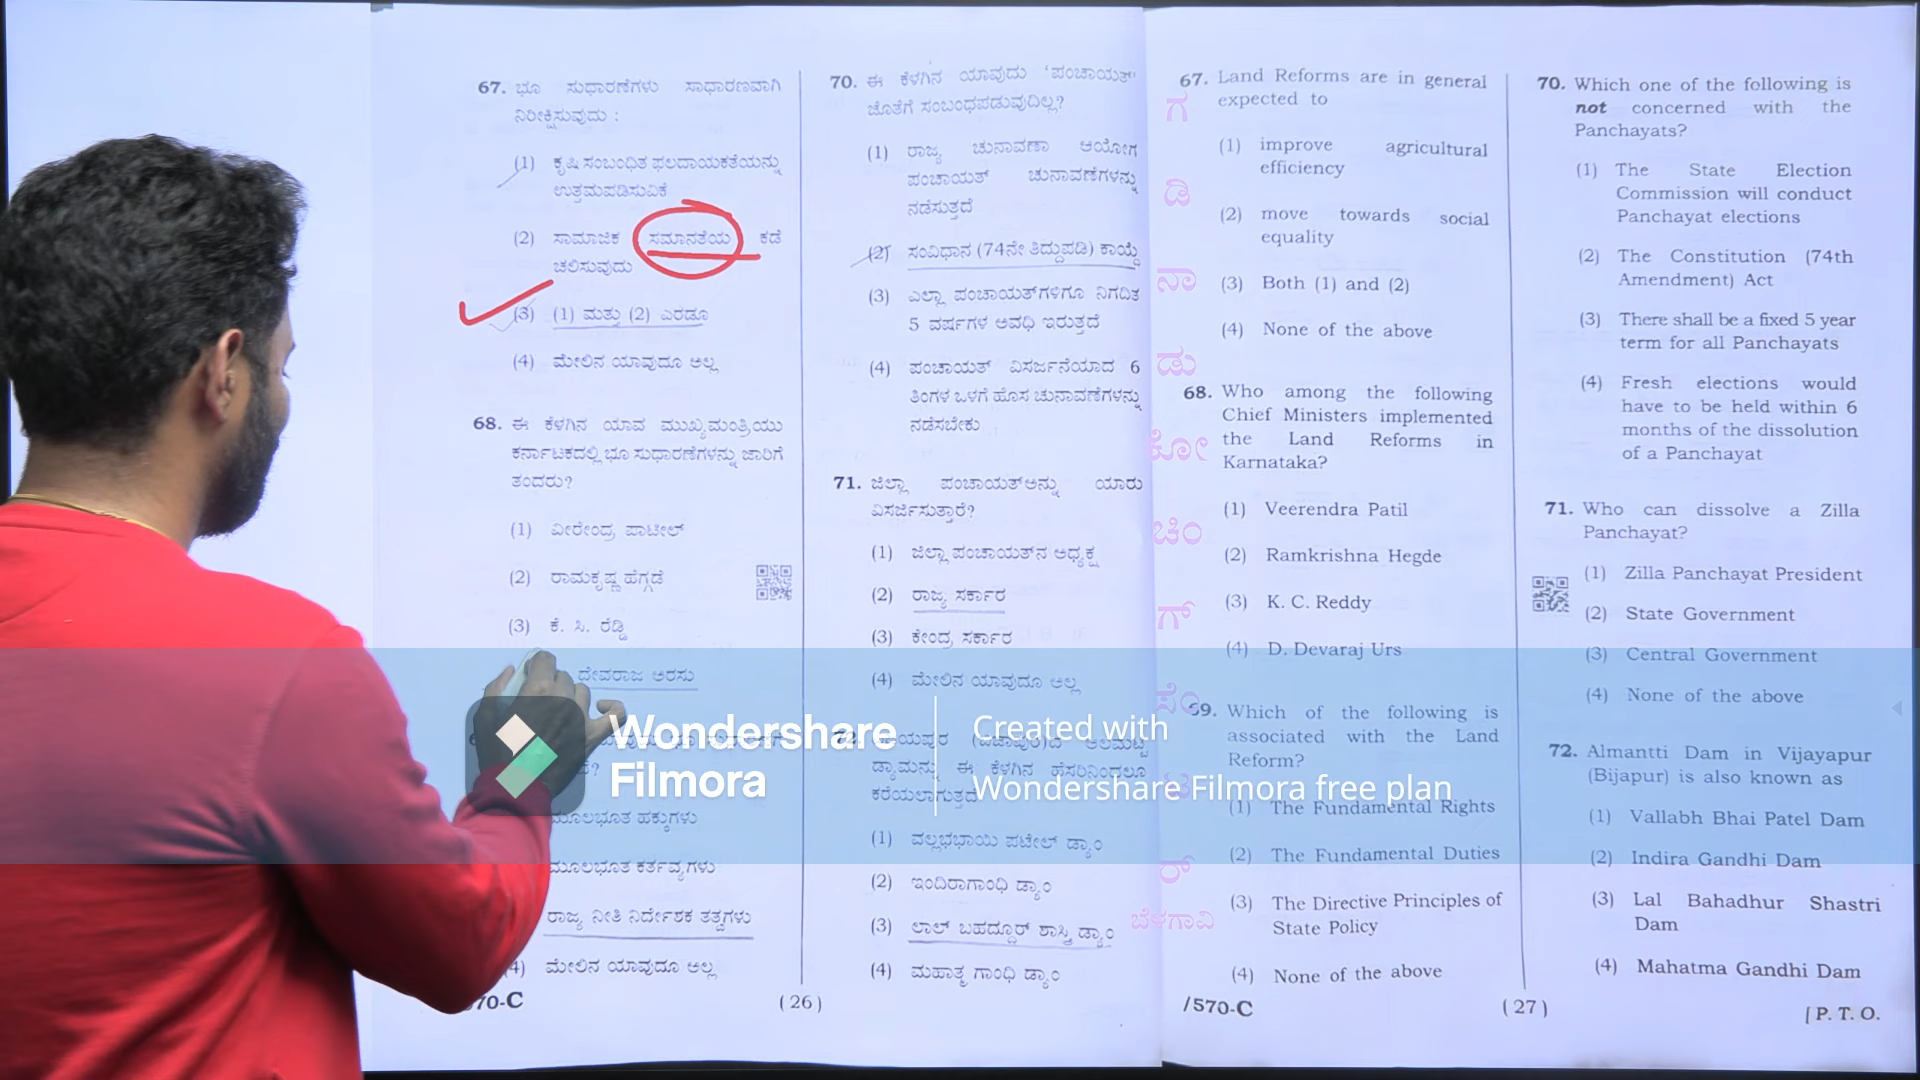 67. ಭೂ ಸುಧಾರಣೆಗಳು ಸಾಧಾರಣವಾಗಿ
ನಿರೀಕ್ಷಿಸುವುದು :
(1) ಕೃಷಿ ಸಂಬಂಧಿತ ಫಲದಾಯಕತೆಯನ್ನು
ಉತ್ತಮಪಡಿಸುವಿಕೆ
(2) ಸಾಮಾಜಿಕ ಸಮಾನತೆಯ ಕಡೆ
ಚಲಿಸುವುದು
(3) (1) ಮತ್ತು (2) ಎರಡೂ
(4) ಮೇಲಿನ ಯಾವುದೂ ಅಲ್ಲ
68. ಈ ಕೆಳಗಿನ ಯಾವ ಮುಖ್ಯಮಂತ್ರಿಯು
ಕರ್ನಾಟಕದಲ್ಲಿ ಭೂ ಸುಧಾರಣೆಗಳನ್ನು ಜಾರಿಗೆ
ತಂದರು?
(1) ವೀರೇಂದ್ರ ಪಾಟೀಲ್
(2) ರಾಮಕೃಷ್ಣ ಹೆಗ್ಗಡೆ
(3) ಕೆ. ಸಿ. ರೆಡ್ಡಿ
ದೇವರಾಜ ಅರಸು
ಮೂಲಭೂತ ಹಕ್ಕುಗಳು
ಮೂಲಭೂತ ಕರ್ತವ್ಯಗಳು
ರಾಜ್ಯ ನೀತಿ ನಿರ್ದೇಶಕ ತತ್ವಗಳು
4) ಮೇಲಿನ ಯಾವುದೂ ಅಲ್ಲ
70-C
(26)
70. ಈ ಕೆಳಗಿನ ಯಾವುದು 'ಪಂಚಾಯತ್'
ಜೊತೆಗೆ ಸಂಬಂಧಪಡುವುದಿಲ್ಲ?
(1) ರಾಜ್ಯ ಚುನಾವಣಾ ಆಯೋಗ
ಪಂಚಾಯತ್ ಚುನಾವಣೆಗಳನ್ನು
ನಡೆಸುತ್ತದೆ
(2) ಸಂವಿಧಾನ (74ನೇ ತಿದ್ದುಪಡಿ) ಕಾಯ್ದೆ
(3) ಎಲ್ಲಾ ಪಂಚಾಯತ್‌ಗಳಿಗೂ ನಿಗದಿತ
5 ವರ್ಷಗಳ ಅವಧಿ ಇರುತ್ತದೆ
(4) ಪಂಚಾಯತ್ ವಿಸರ್ಜನೆಯಾದ 6
ತಿಂಗಳ ಒಳಗೆ ಹೊಸ ಚುನಾವಣೆಗಳನ್ನು
ನಡೆಸಬೇಕು
71. ಜಿಲ್ಲಾ ಪಂಚಾಯತ್‌ಅನ್ನು ಯಾರು
ವಿಸರ್ಜಿಸುತ್ತಾರೆ?
(1) ಜಿಲ್ಲಾ ಪಂಚಾಯತ್‌ನ ಅಧ್ಯಕ್ಷ
(2) ರಾಜ್ಯ ಸರ್ಕಾರ
(3) ಕೇಂದ್ರ ಸರ್ಕಾರ
(4) ಮೇಲಿನ ಯಾವುದೂ ಅಲ್ಲ
ಡ್ಯಾಮನ್ನು ಈ ಕೆಳಗಿನ ಹೆಸರಿನಿಂದಲೂ
ಕರೆಯಲಾಗುತ್ತದೆ
(1) ವಲ್ಲಭಭಾಯಿ ಪಟೇಲ್ ಡ್ಯಾಂ
(2) ಇಂದಿರಾಗಾಂಧಿ ಡ್ಯಾಂ
(3) ಲಾಲ್ ಬಹದ್ದೂರ್ ಶಾಸ್ತ್ರಿ ಡ್ಯಾಂ
(4) ಮಹಾತ್ಮ ಗಾಂಧಿ ಡ್ಯಾಂ
ಗ
ಡಿ
ನಾ
ಡು
ಕೋ
ಚಿಂ
ಗ್
ಸೆಂ
ರ್
ಬೆಳಗಾವಿ
67. Land Reforms are in general
expected to
(1) improve agricultural
efficiency
(2) move towards social
equality
(3) Both (1) and (2)
(4) None of the above
68. Who among the following
Chief Ministers implemented
the Land Reforms in
Karnataka?
(1) Veerendra Patil
(2) Ramkrishna Hegde
(3) K. C. Reddy
(4) D. Devaraj Urs
69. Which of the following is
associated with the Land
Reform?
(1) The Fundamental Rights
(2) The Fundamental Duties
(3) The Directive Principles of
State Policy
(4) None of the above
/570-C
(27)
70. Which one of the following is
not concerned with the
Panchayats?
(1) The State Election
Commission will conduct
Panchayat elections
(2) The Constitution (74th
Amendment) Act
(3) There shall be a fixed 5 year
term for all Panchayats
(4) Fresh elections would
have to be held within 6
months of the dissolution
of a Panchayat
71. Who can dissolve a Zilla
Panchayat?
(1) Zilla Panchayat President
(2) State Government
(3) Central Government
(4) None of the above
72. Almantti Dam in Vijayapur
(Bijapur) is also known as
(1) Vallabh Bhai Patel Dam
(2) Indira Gandhi Dam
(3) Lal Bahadhur Shastri
Dam
(4) Mahatma Gandhi Dam
[ P. T. O.
Wondershare
Filmora
Created with
Wondershare Filmora free plan